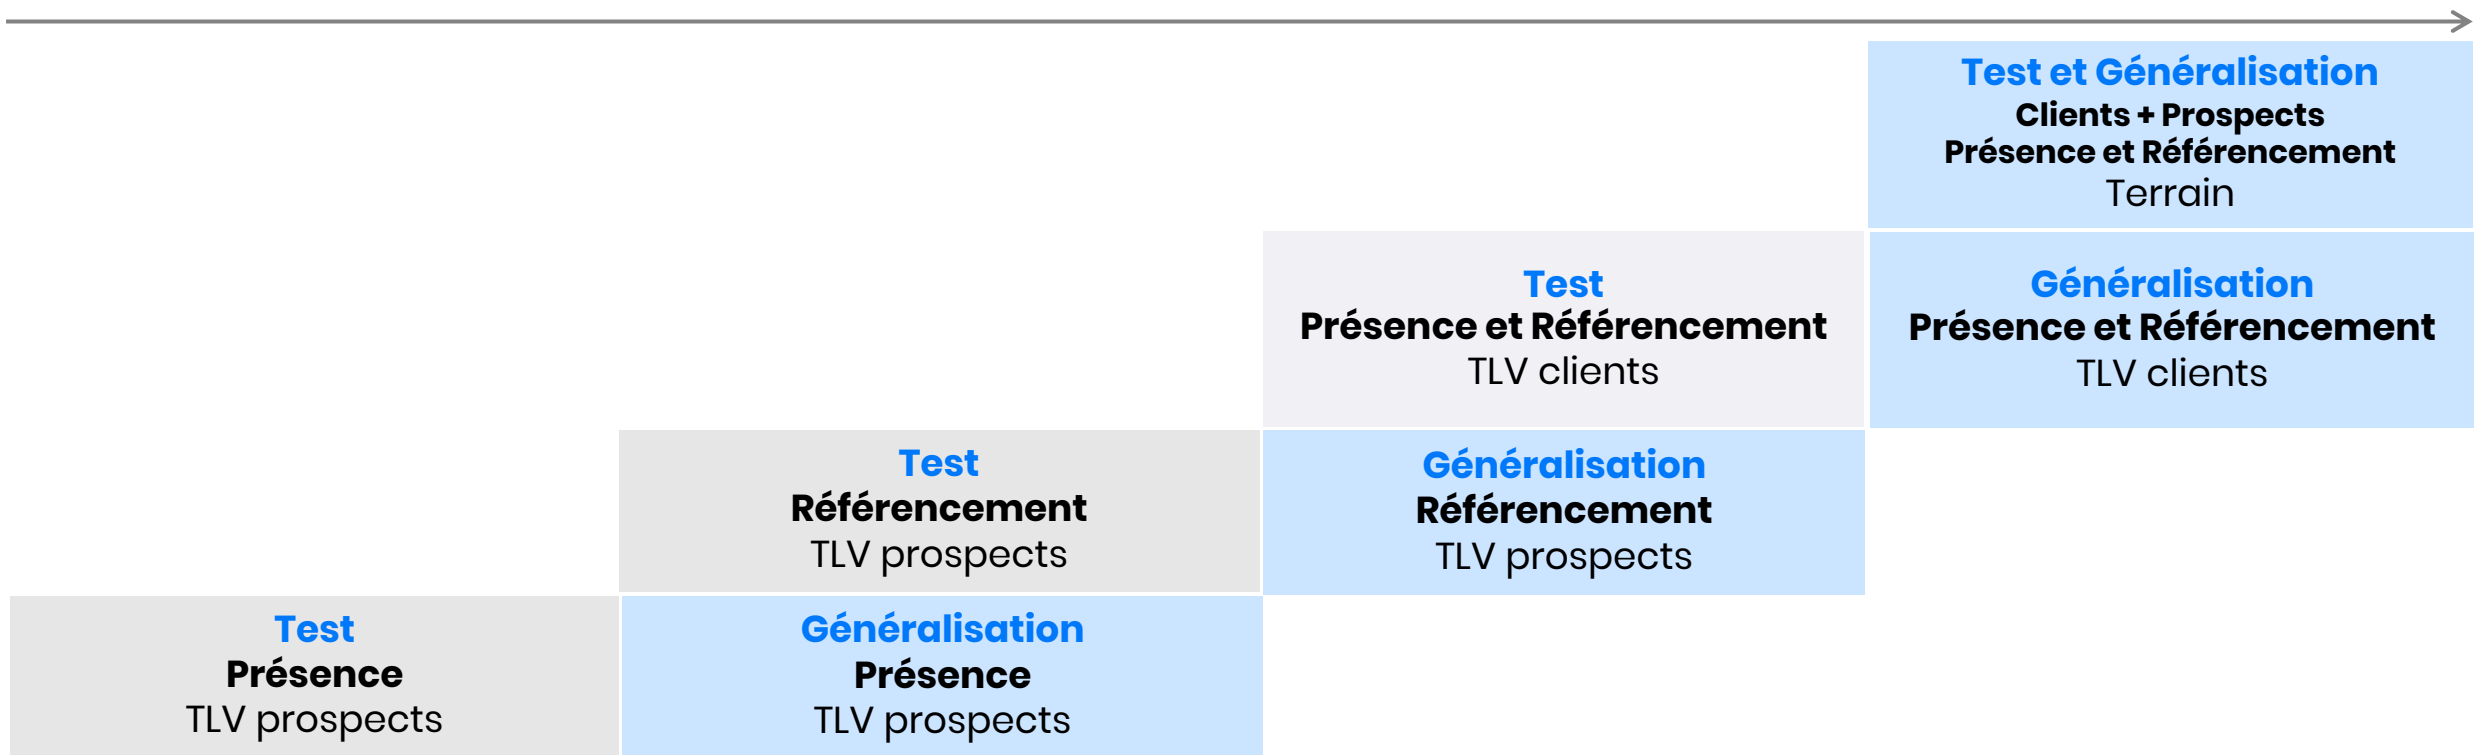 Test et Généralisation
Clients + Prospects
Présence et Référencement
Terrain
Test
Présence et Référencement
TLV clients
Généralisation
Présence et Référencement
TLV clients
Test
Référencement
TLV prospects
Généralisation
Référencement
TLV prospects
Test
Présence
TLV prospects
Généralisation
Présence
TLV prospects